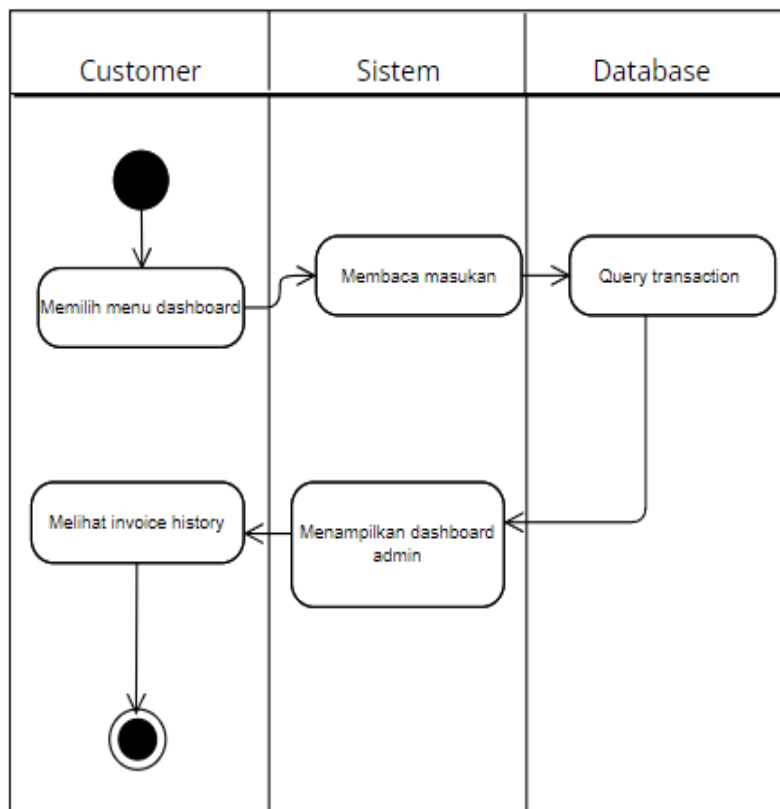 Customer
Sistem
Database
Memilih menu dashboard
Membaca masukan
Query transaction
Melihat invoice history
Menampilkan dashboard
admin